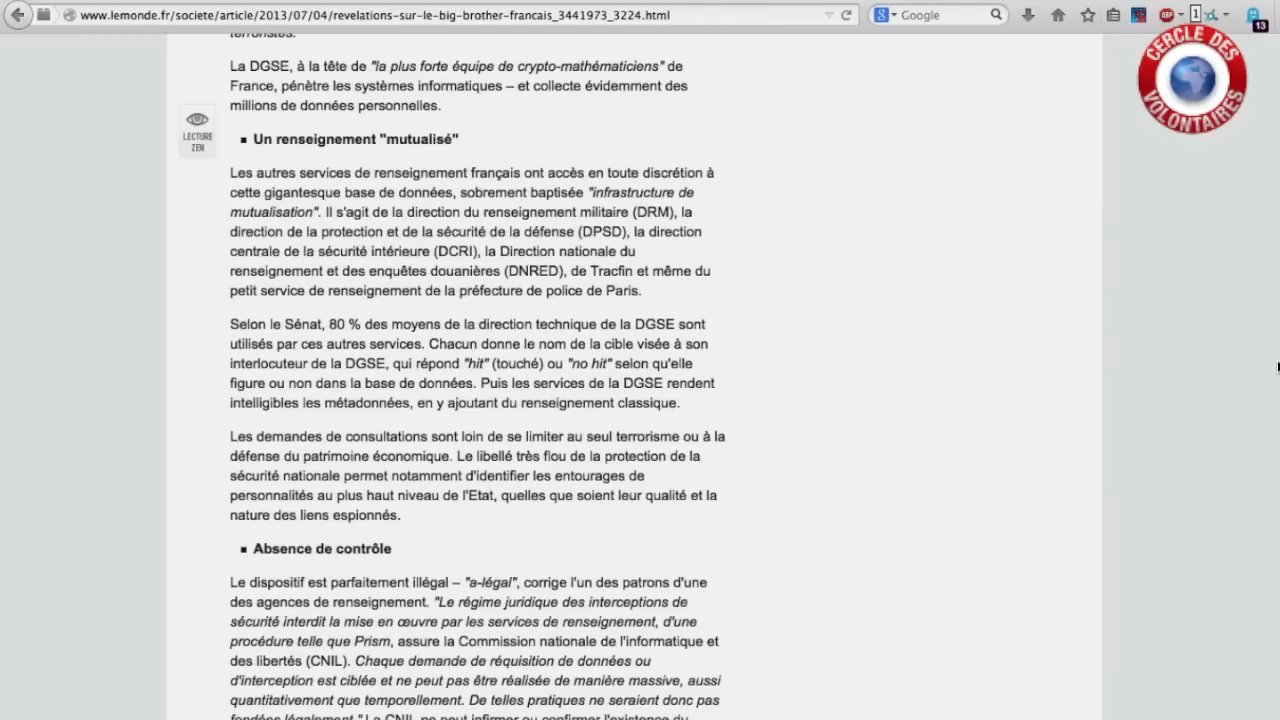 www.lemonde.fr/societe/article/2013/07/04/revelations-sur-le-big-brother-francais_3441973_3224.html
Google
1
ABP
13
CERCLE DES
VOLONTAIRES
terroristes.
La DGSE, à la tête de "la plus forte équipe de crypto-mathématiciens" de
France, pénètre les systèmes informatiques – et collecte évidemment des
millions de données personnelles.
LECTURE
ZEN
▪ Un renseignement "mutualisé"
Les autres services de renseignement français ont accès en toute discrétion à
cette gigantesque base de données, sobrement baptisée "infrastructure de
mutualisation". Il s'agit de la direction du renseignement militaire (DRM), la
direction de la protection et de la sécurité de la défense (DPSD), la direction
centrale de la sécurité intérieure (DCRI), la Direction nationale du
renseignement et des enquêtes douanières (DNRED), de Tracfin et même du
petit service de renseignement de la préfecture de police de Paris.
Selon le Sénat, 80 % des moyens de la direction technique de la DGSE sont
utilisés par ces autres services. Chacun donne le nom de la cible visée à son
interlocuteur de la DGSE, qui répond "hit" (touché) ou "no hit" selon qu'elle
figure ou non dans la base de données. Puis les services de la DGSE rendent
intelligibles les métadonnées, en y ajoutant du renseignement classique.
Les demandes de consultations sont loin de se limiter au seul terrorisme ou à la
défense du patrimoine économique. Le libellé très flou de la protection de la
sécurité nationale permet notamment d'identifier les entourages de
personnalités au plus haut niveau de l'Etat, quelles que soient leur qualité et la
nature des liens espionnés.
▪ Absence de contrôle
Le dispositif est parfaitement illégal – "a-légal", corrige l'un des patrons d'une
des agences de renseignement. "Le régime juridique des interceptions de
sécurité interdit la mise en œuvre par les services de renseignement, d'une
procédure telle que Prism, assure la Commission nationale de l'informatique et
des libertés (CNIL). Chaque demande de réquisition de données ou
d'interception est ciblée et ne peut pas être réalisée de manière massive, aussi
quantitativement que temporellement. De telles pratiques ne seraient donc pas
fondées légalement." La CNIL ne peut infirmer ou confirmer l'existence du